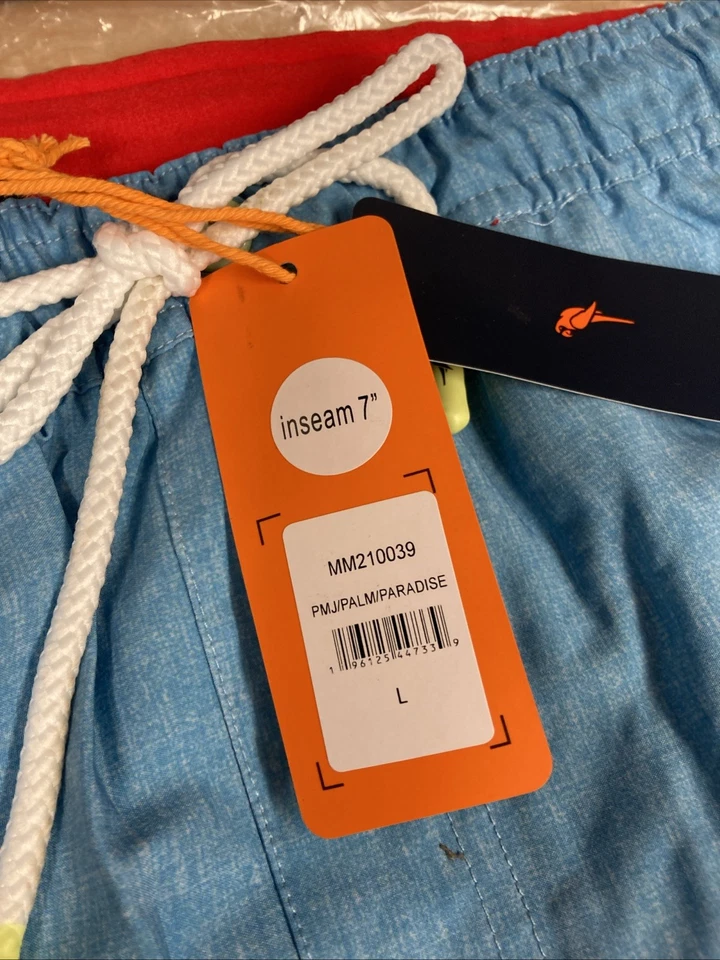 inseam 7”
MM210039
PMJ/PALM/PARADISE
1 96125 44733 9
L